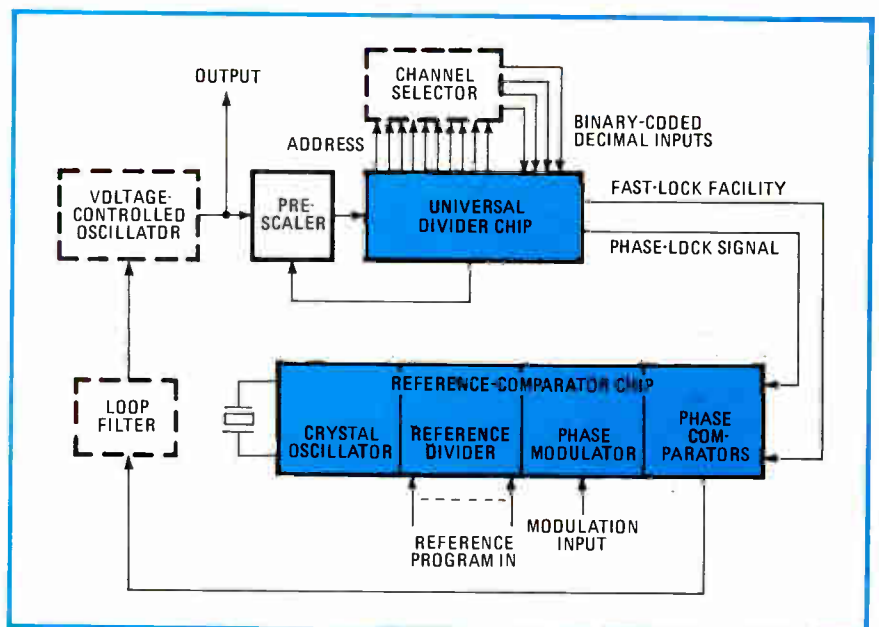 OUTPUT
CHANNEL
SELECTOR
ADDRESS
BINARY-CODED
DECIMAL INPUTS
VOLTAGE-
CONTROLLED
OSCILLATOR
PRE-
SCALER
UNIVERSAL
DIVIDER CHIP
FAST-LOCK FACILITY
PHASE-LOCK SIGNAL
LOOP
FILTER
REFERENCE-COMPARATOR CHIP
CRYSTAL
OSCILLATOR
REFERENCE
DIVIDER
PHASE
MODULATOR
PHASE
COM-
PARATORS
REFERENCE
PROGRAM IN
MODULATION
INPUT